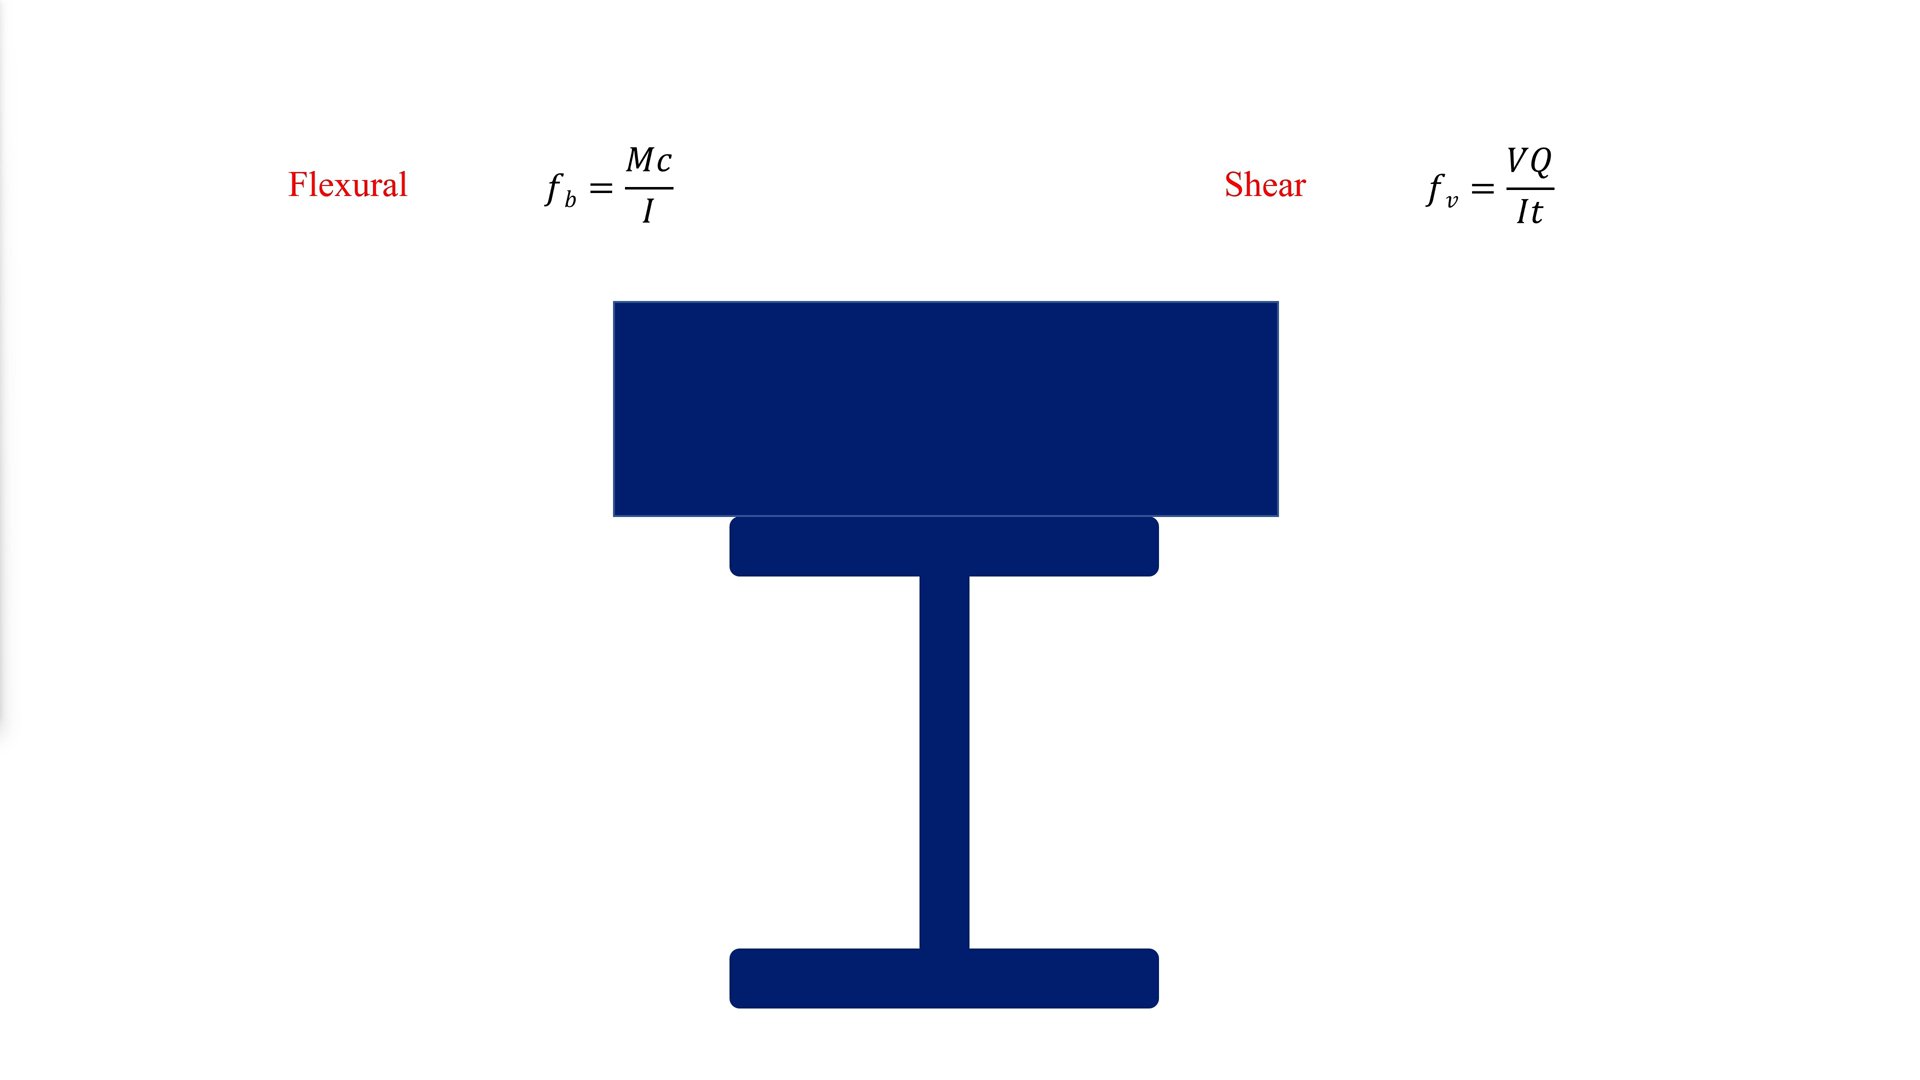 Flexural f_b = Mc/I
Shear f_v = VQ/It